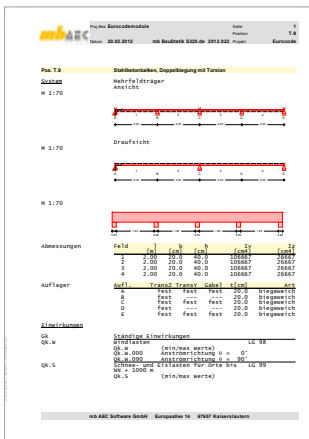 mb AEC
Proj.Bez Eurocodemodule Seite 1
Position T.9
Datum 20.02.2012 mb BauStatik S320.de 2012.022 Projekt Eurocode
Pos. T.9 Stahlbetonbalken, Doppelbiegung mit Torsion
System Mehrfeldträger
M 1:70 Ansicht
Draufsicht
M 1:70
M 1:70
Abmessungen Feld l b h Iy Iz
[m] [cm] [cm] [cm4] [cm4]
1 2.00 20.0 40.0 106667 26667
2 2.00 20.0 40.0 106667 26667
3 2.00 20.0 40.0 106667 26667
4 2.00 20.0 40.0 106667 26667
Auflager Aufl. TransZ TransY Gabel t[cm] Art
A fest fest fest 20.0 biegeweich
B fest --- --- 20.0 biegeweich
C fest fest fest 20.0 biegeweich
D fest --- --- 20.0 biegeweich
E fest fest fest 20.0 biegeweich
Einwirkungen
Gk Ständige Einwirkungen
Qk.W Windlasten LG 98
Qk.W (min/max Werte)
Qk.W.000 Anströmrichtung θ = 0°
Qk.W.090 Anströmrichtung θ = 90°
Qk.S Schnee- und Eislasten für Orte bis LG 99
NN + 1000 m
Qk.S (min/max Werte)
mb AEC Software GmbH Europaallee 14 67657 Kaiserslautern